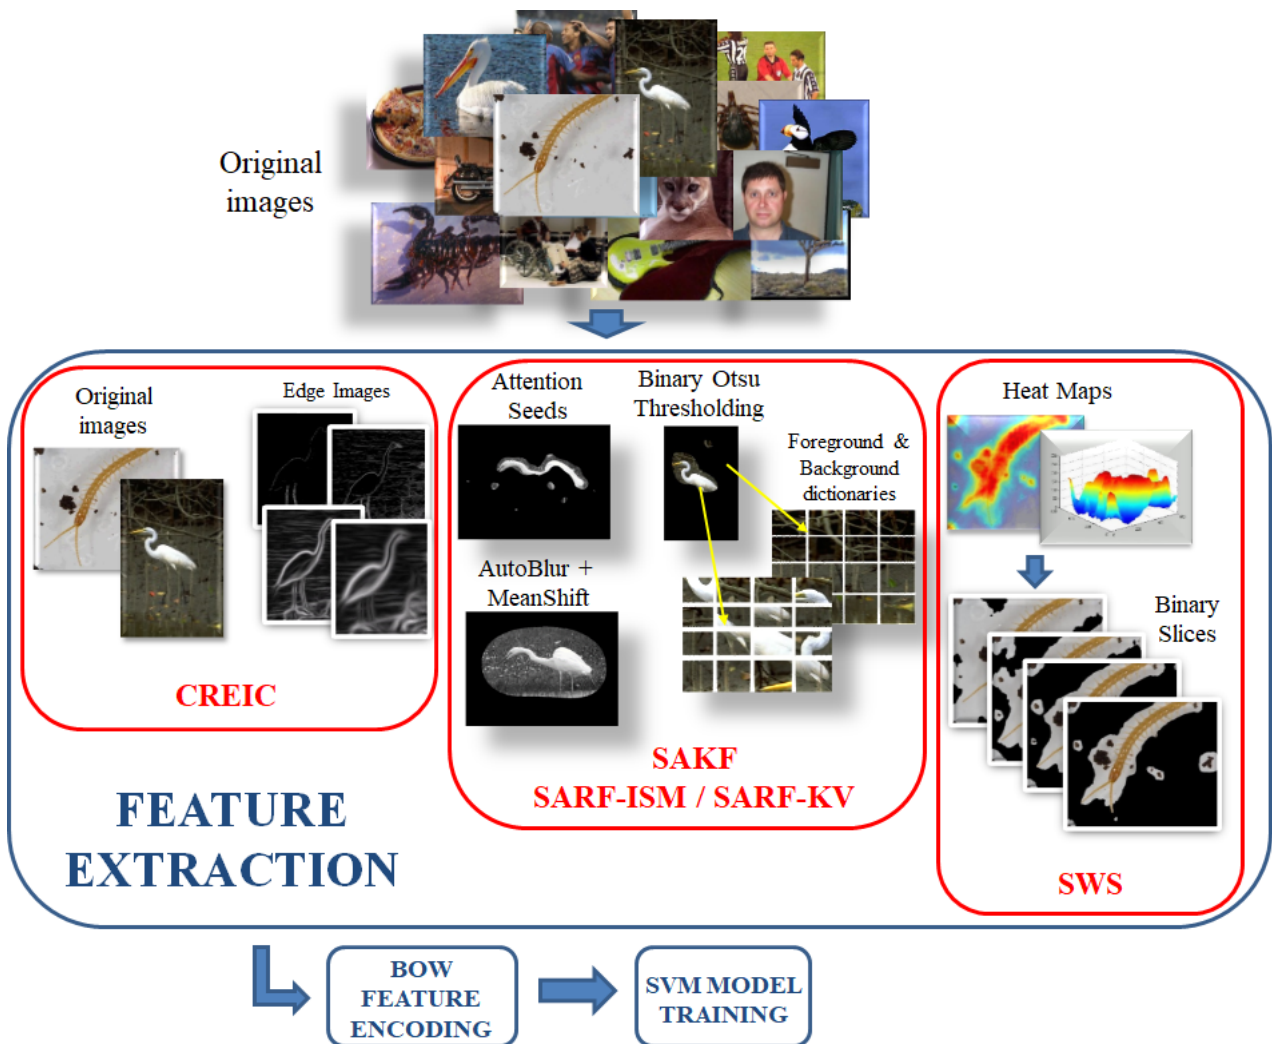 Original
images
Original
images
Edge Images
CREIC
Attention
Seeds
Binary Otsu
Thresholding
Foreground &
Background
dictionaries
AutoBlur +
MeanShift
SAKF
SARF-ISM / SARF-KV
Heat Maps
Binary
Slices
SWS
FEATURE
EXTRACTION
BOW
FEATURE
ENCODING
SVM MODEL
TRAINING